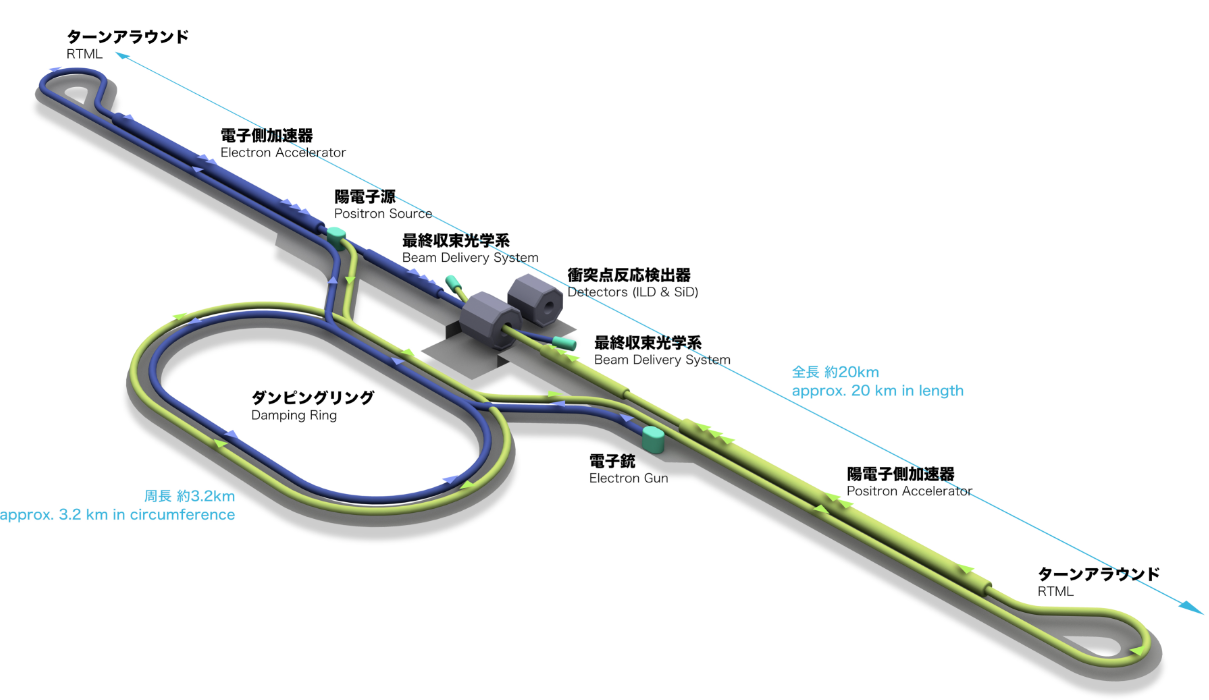 ターンアラウンド
RTML
電子側加速器
Electron Accelerator
陽電子源
Positron Source
最終収束光学系
Beam Delivery System
衝突点反応検出器
Detectors (ILD & SiD)
最終収束光学系
Beam Delivery System
全長 約20km
approx. 20 km in length
ダンピングリング
Damping Ring
電子銃
Electron Gun
陽電子側加速器
Positron Accelerator
周長 約3.2km
approx. 3.2 km in circumference
ターンアラウンド
RTML